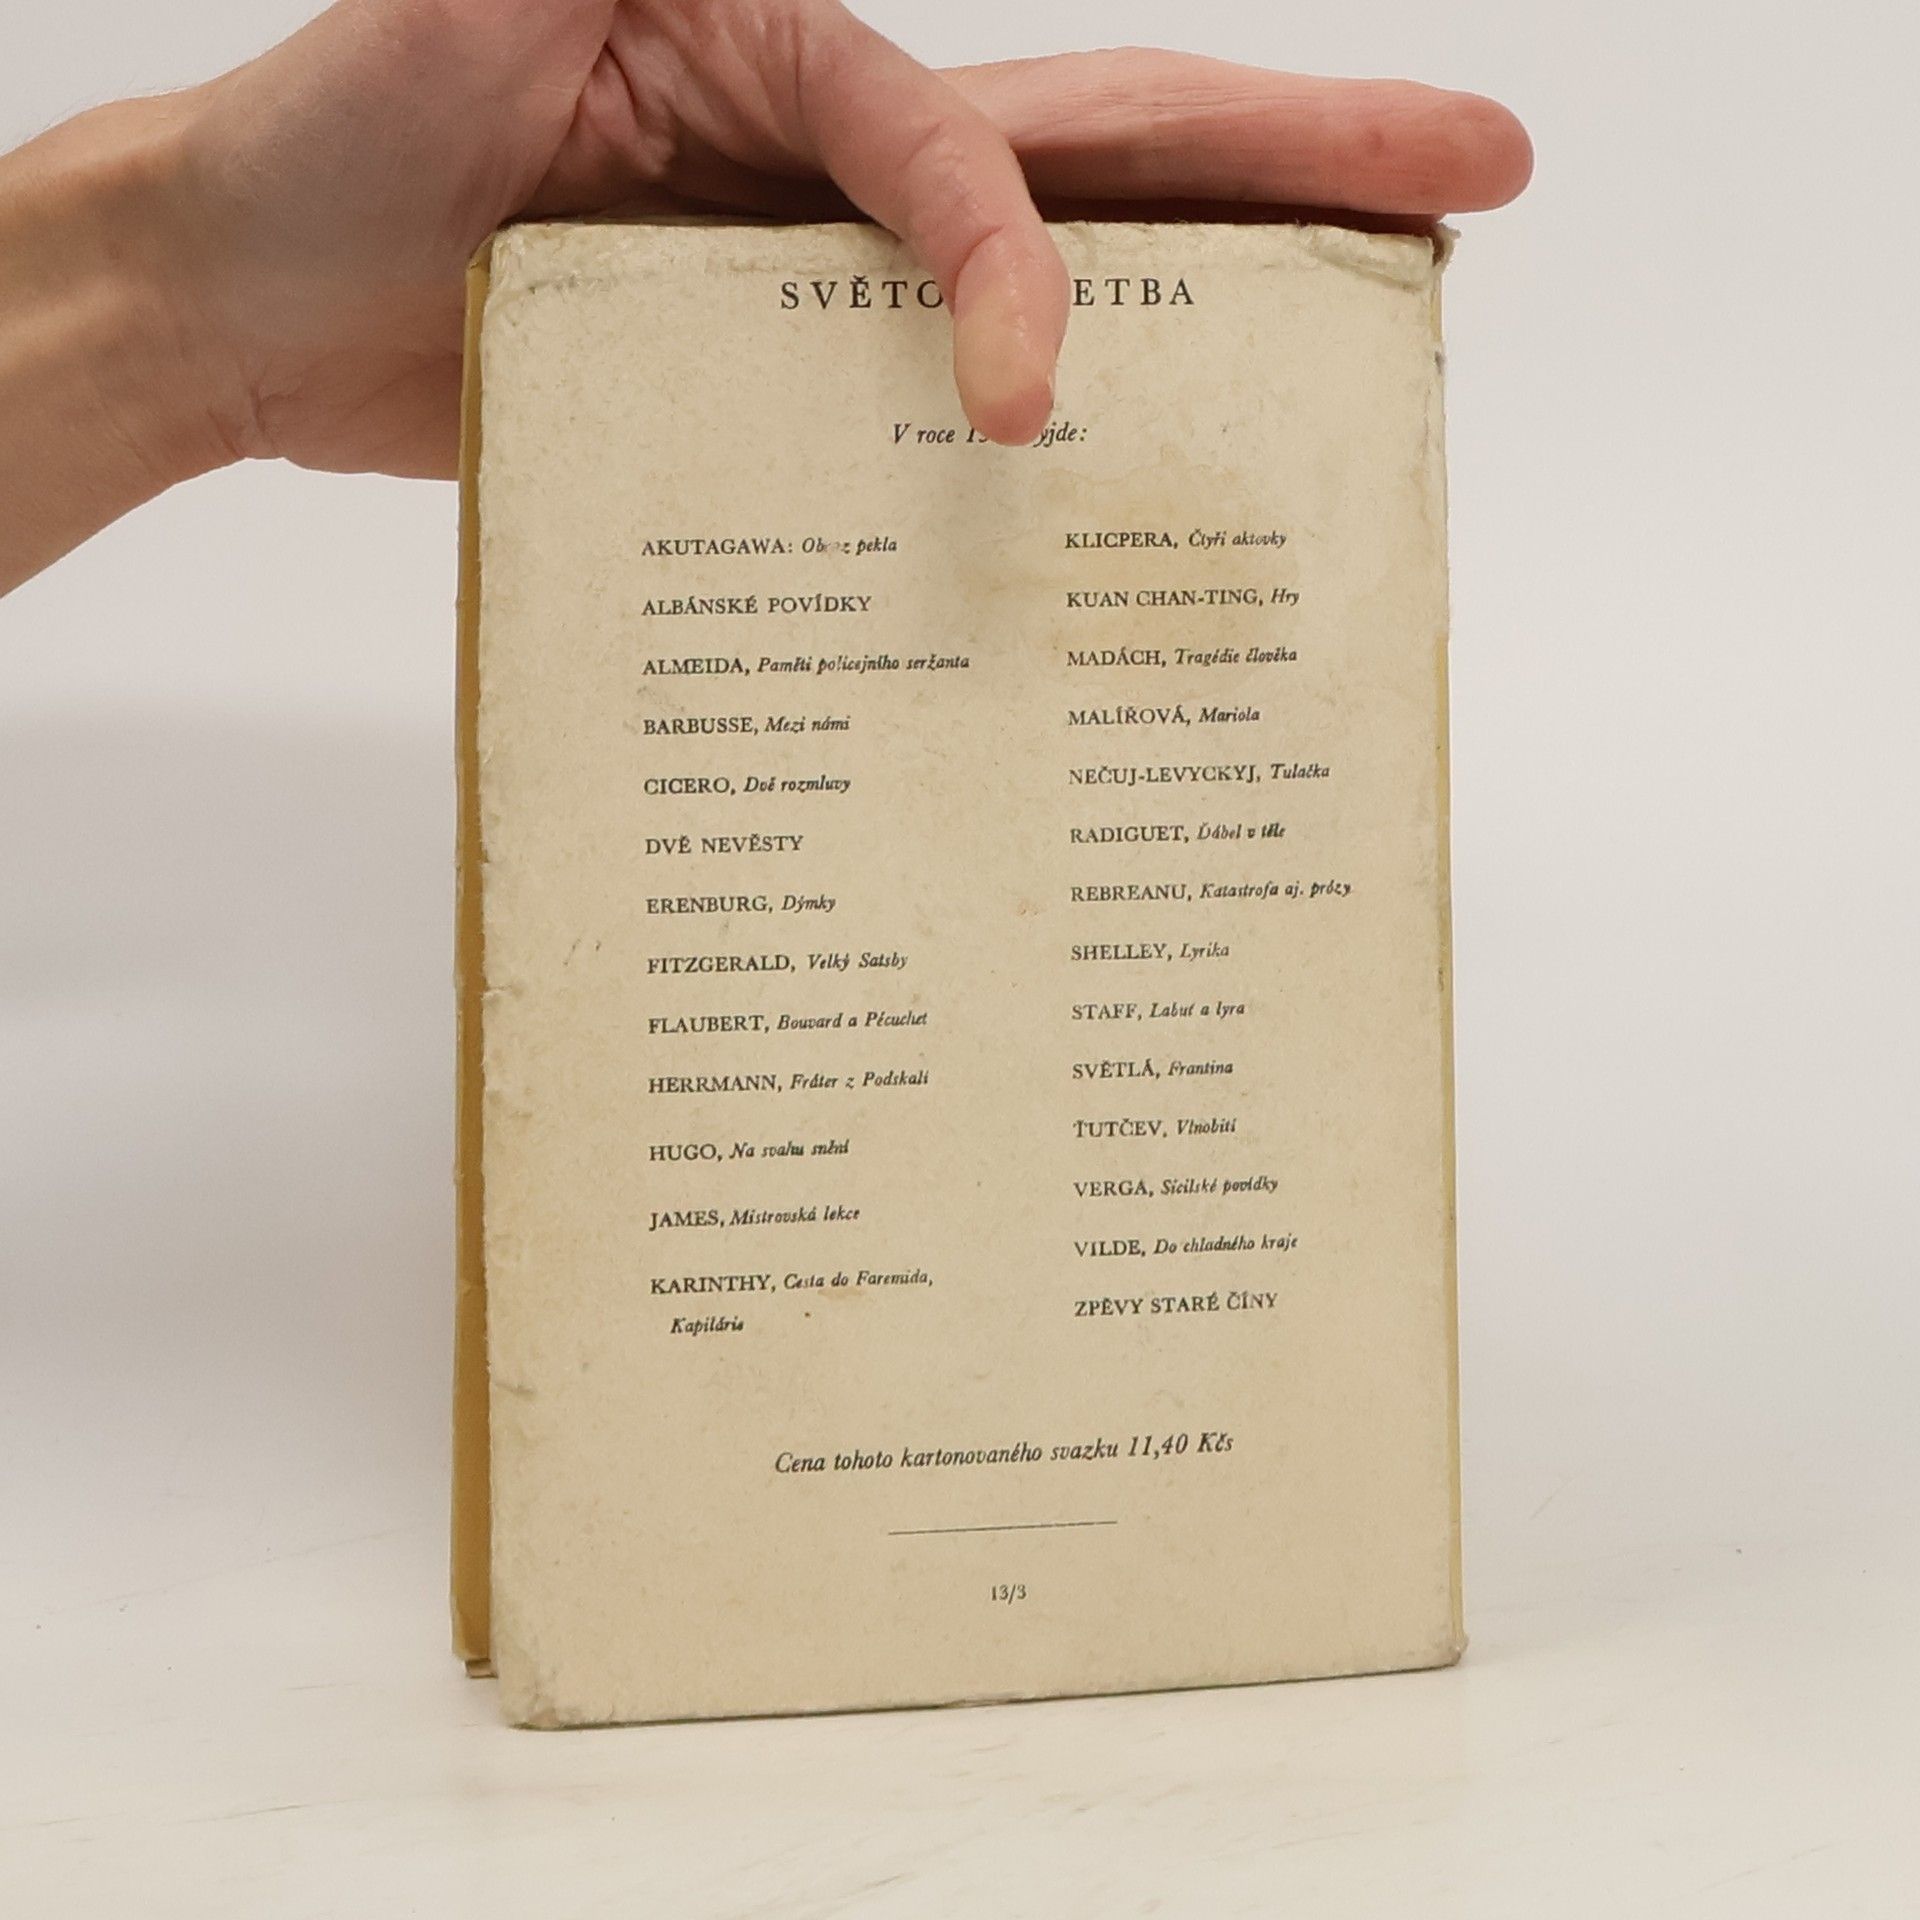 SVĚTO ETBA
V roce 1 yjde:
AKUTAGAWA: Obraz pekla
ALBÁNSKÉ POVÍDKY
ALMEIDA, Paměti policejního seržanta
BARBUSSE, Mezi námi
CICERO, Dvě rozmluvy
DVĚ NEVĚSTY
ERENBURG, Dýmky
FITZGERALD, Velký Satsby
FLAUBERT, Bouvard a Pécuchet
HERRMANN, Fráter z Podskalí
HUGO, Na svahu snění
JAMES, Mistrovská lekce
KARINTHY, Cesta do Faremida,
Kapilárie
KLICPERA, Čtyři aktovky
KUAN CHAN-TING, Hry
MADÁCH, Tragédie člověka
MALÍŘOVÁ, Mariola
NEČUJ-LEVYCKYJ, Tulačka
RADIGUET, Ďábel v těle
REBREANU, Katastrofa aj. prózy
SHELLEY, Lyrika
STAFF, Labuť a lyra
SVĚTLÁ, Frantina
ŤUTČEV, Vlnobití
VERGA, Sicilské povídky
VILDE, Do chladného kraje
ZPĚVY STARÉ ČÍNY
Cena tohoto kartonovaného svazku 11,40 Kčs
13/3